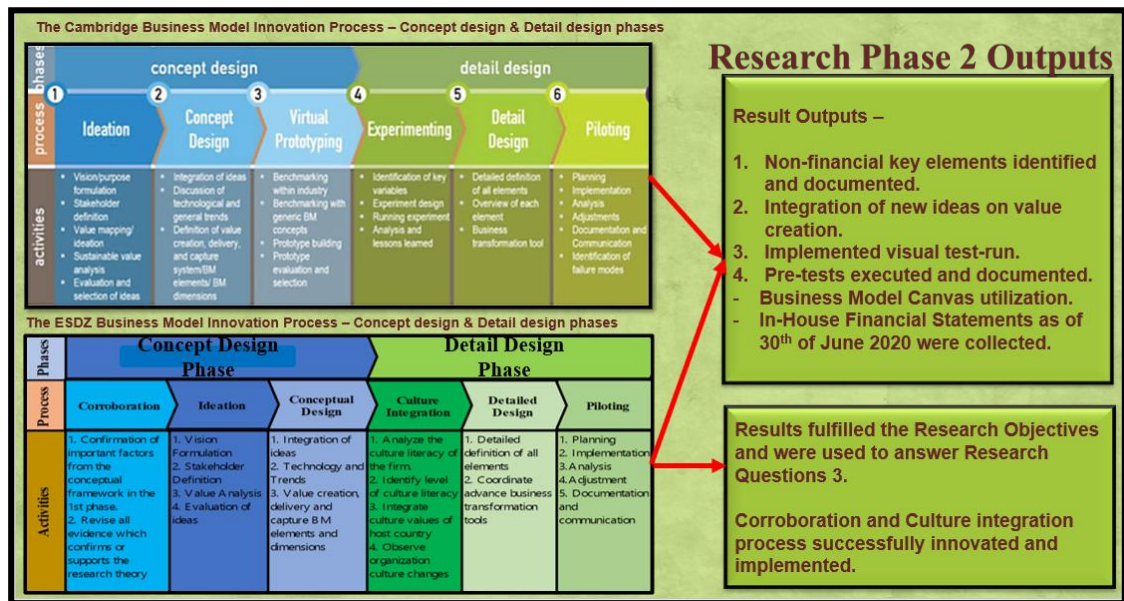 The Cambridge Business Model Innovation Process – Concept design & Detail design phases
phases
concept design
detail design
process
1
2
3
4
5
6
Ideation
Concept
Design
Virtual
Prototyping
Experimenting
Detail
Design
Piloting
activities
Vision/purpose
formulation
Stakeholder
definition
Value mapping/
ideation
Sustainable value
analysis
Evaluation and
selection of ideas
Integration of ideas
Discussion of
technological and
general trends
Definition of value
creation, delivery,
and capture
system/BM
elements/ BM
dimensions
Benchmarking
within industry
Benchmarking with
generic BM
concepts
Prototype building
Prototype
evaluation and
selection
Identification of key
variables
Experiment design
Running experiment
Analysis and
lessons learned
Detailed definition
of all elements
Overview of each
element
Business
transformation tool
Planning
Implementation
Analysis
Adjustments
Documentation and
Communication
Identification of
failure modes
The ESDZ Business Model Innovation Process – Concept design & Detail design phases
Phases
Concept Design
Phase
Detail Design
Phase
Process
Corroboration
Ideation
Conceptual
Design
Culture
Integration
Detailed
Design
Piloting
Activities
1. Confirmation of
important factors
from the
conceptual
framework in the
1st phase.
2. Revise all
evidence which
confirms or
supports the
research theory
1. Vision
Formulation
2. Stakeholder
Definition
3. Value Analysis
4. Evaluation of
ideas
1. Integration of
ideas
2. Technology and
Trends
3. Value creation,
delivery and
capture BM
elements and
dimensions
1. Analyze the
culture literacy of
the firm.
2. Identify level
of culture literacy
3. Integrate
culture values of
host country
4. Observe
organization
culture changes
1. Detailed
definition of all
elements
2. Coordinate
advance business
transformation
tools
1. Planning
2. Implementation
3.Analysis
4.Adjustment
5. Documentation
and
communication
Research Phase 2 Outputs
Result Outputs –
1. Non-financial key elements identified
and documented.
2. Integration of new ideas on value
creation.
3. Implemented visual test-run.
4. Pre-tests executed and documented.
- Business Model Canvas utilization.
- In-House Financial Statements as of
30th of June 2020 were collected.
Results fulfilled the Research Objectives
and were used to answer Research
Questions 3.
Corroboration and Culture integration
process successfully innovated and
implemented.